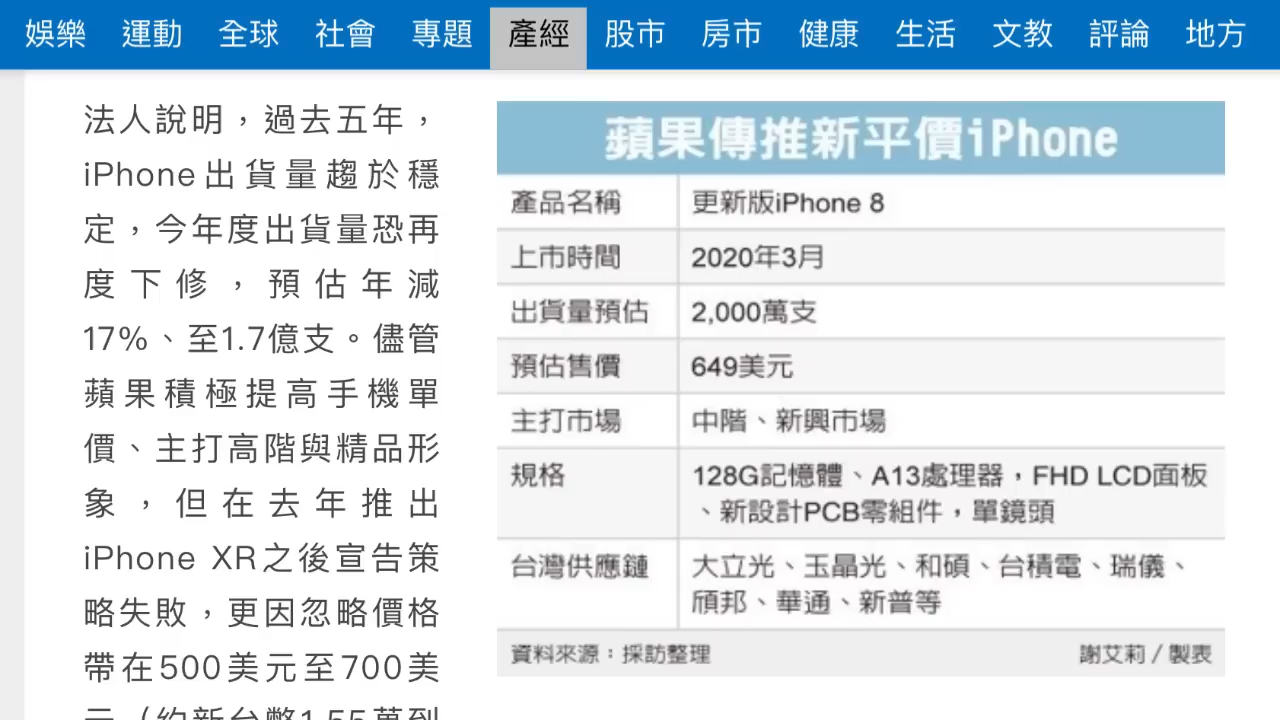 娛樂 運動 全球 社會 專題 產經 股市 房市 健康 生活 文教 評論 地方
法人說明，過去五年，
iPhone出貨量趨於穩
定，今年度出貨量恐再
度下修，預估年減
17%、至1.7億支。儘管
蘋果積極提高手機單
價、主打高階與精品形
象，但在去年推出
iPhone XR之後宣告策
略失敗，更因忽略價格
帶在500美元至700美
元（約新台幣1.55萬到
蘋果傳推新平價iPhone
產品名稱 更新版iPhone 8
上市時間 2020年3月
出貨量預估 2,000萬支
預估售價 649美元
主打市場 中階、新興市場
規格 128G記憶體、A13處理器，FHD LCD面板
、新設計PCB零組件，單鏡頭
台灣供應鏈 大立光、玉晶光、和碩、台積電、瑞儀、
頎邦、華通、新普等
資料來源：採訪整理 謝艾莉／製表